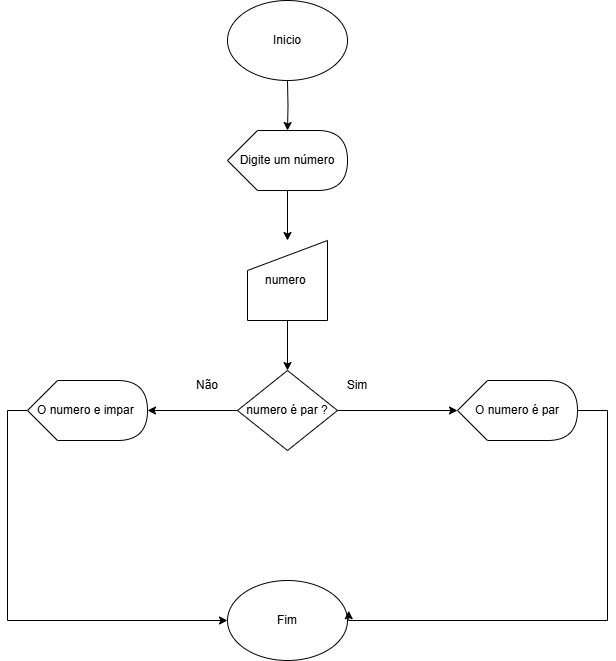 Inicio
Digite um número
numero
Não
Sim
O numero e impar
numero é par ?
O numero é par
Fim